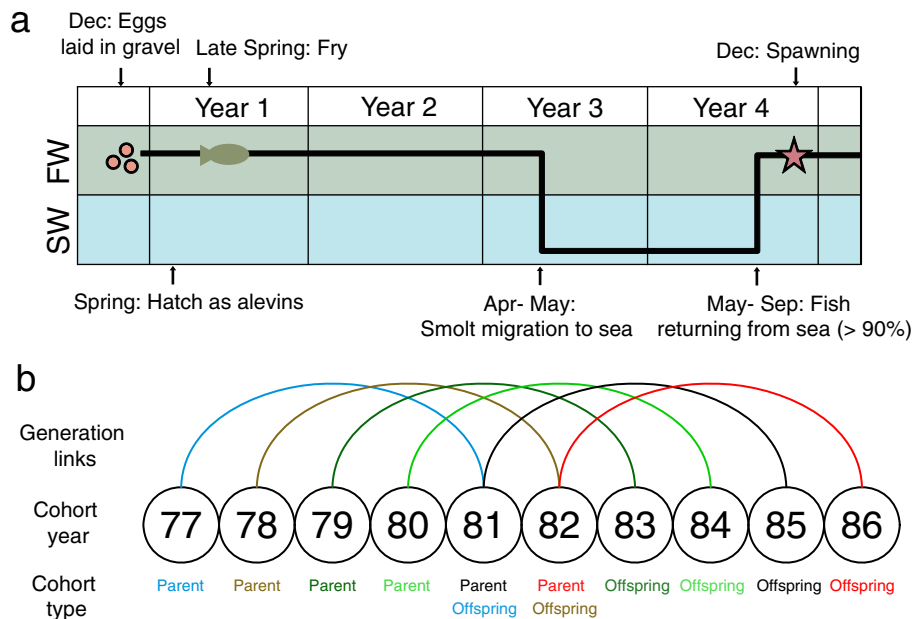 a
Dec: Eggs
laid in gravel
Late Spring: Fry
Dec: Spawning
Year 1
Year 2
Year 3
Year 4
FW
SW
Spring: Hatch as alevins
Apr- May:
Smolt migration to sea
May- Sep: Fish
returning from sea (> 90%)
b
Generation
links
Cohort
year
77 78 79 80 81 82 83 84 85 86
Cohort
type
Parent Parent Parent Parent Parent Parent Offspring Offspring Offspring Offspring
Offspring Offspring